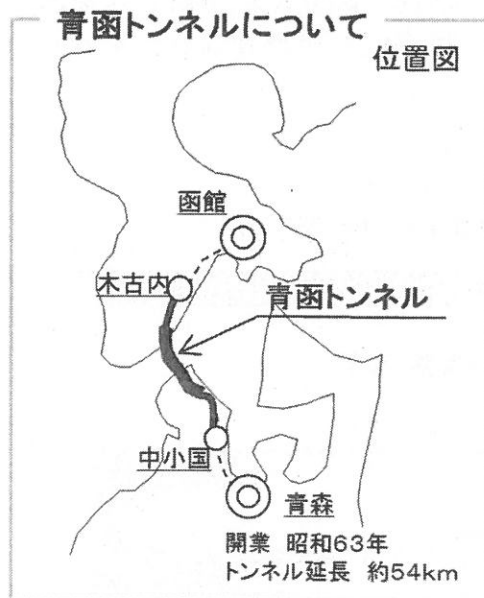 青函トンネルについて
位置図
函館
木古内
青函トンネル
中小国
青森
開業 昭和63年
トンネル延長 約54km